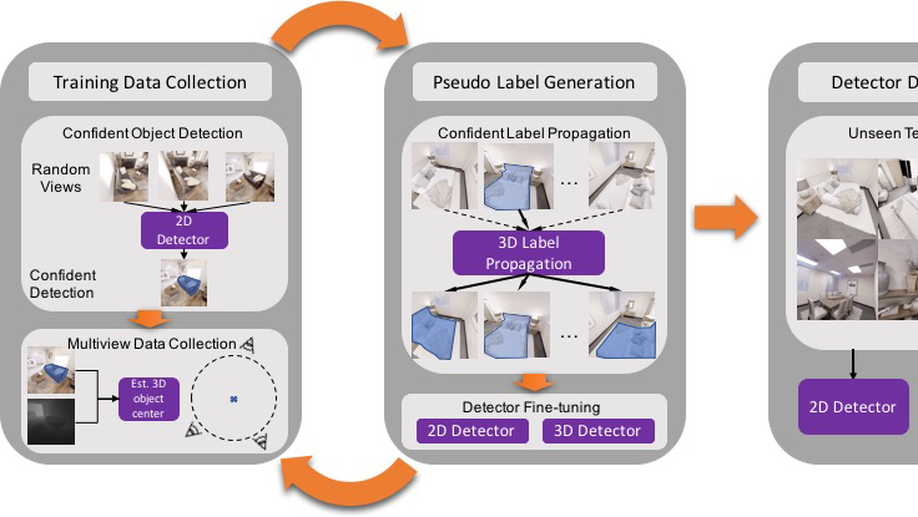 Training Data Collection
Confident Object Detection
Random
Views
2D
Detector
Confident
Detection
Multiview Data Collection
Est. 3D
object
center
Pseudo Label Generation
Confident Label Propagation
...
3D Label
Propagation
...
Detector Fine-tuning
2D Detector
3D Detector
Detector D
Unseen Te
2D Detector